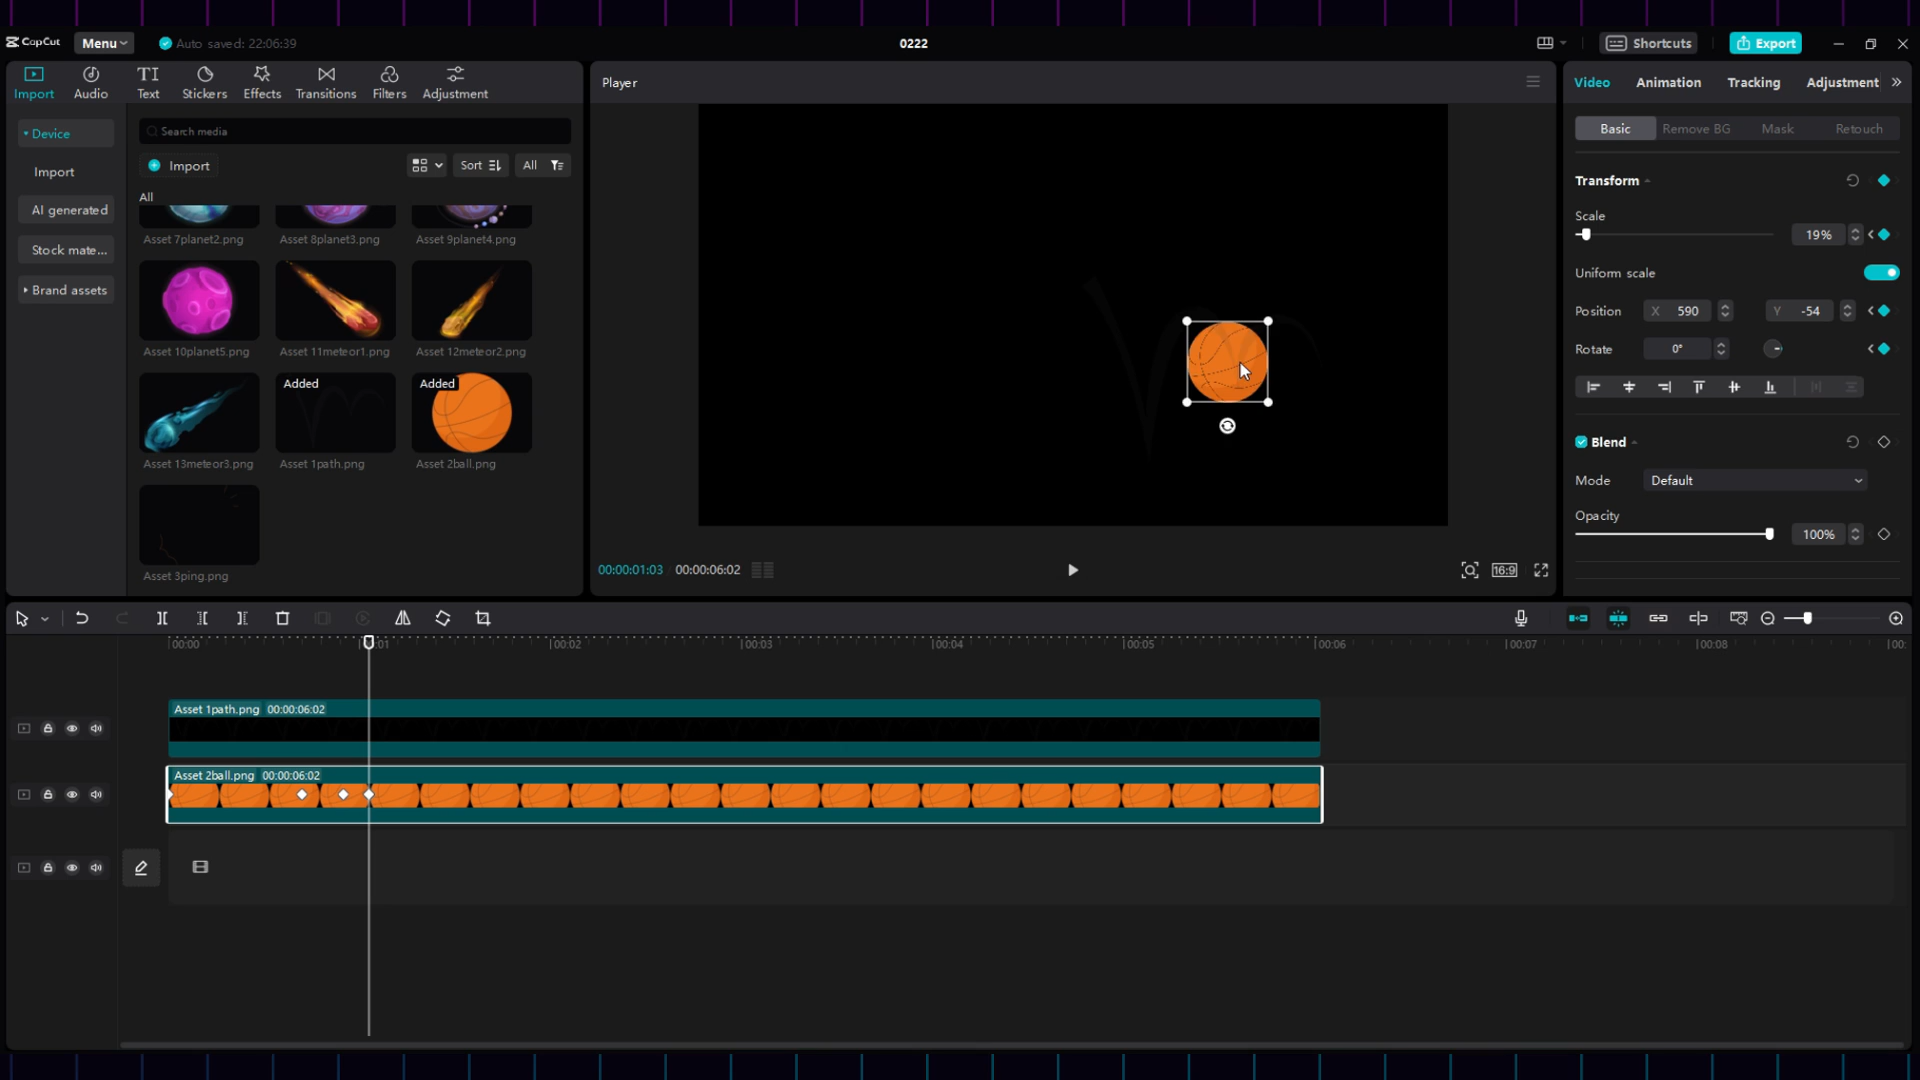 CapCut Menu Auto saved: 22:06:39 0222 Shortcuts Export
Import Audio Text Stickers Effects Transitions Filters Adjustment
Player
Video Animation Tracking Adjustment
Device
Import
AI generated
Stock mate...
Brand assets
Search media
Import Sort All
All
Asset 7planet2.png Asset 8planet3.png Asset 9planet4.png
Asset 10planet5.png Asset 11meteor1.png Asset 12meteor2.png
Added Added
Asset 13meteor3.png Asset 1path.png Asset 2ball.png
Asset 3ping.png
00:00:01:03 00:00:06:02
16:9
Basic Remove BG Mask Retouch
Transform
Scale
19%
Uniform scale
Position X 590 Y -54
Rotate 0°
Blend
Mode Default
Opacity
100%
00:00 00:01 00:02 00:03 00:04 00:05 00:06 00:07 00:08 00:
Asset 1path.png 00:00:06:02
Asset 2ball.png 00:00:06:02